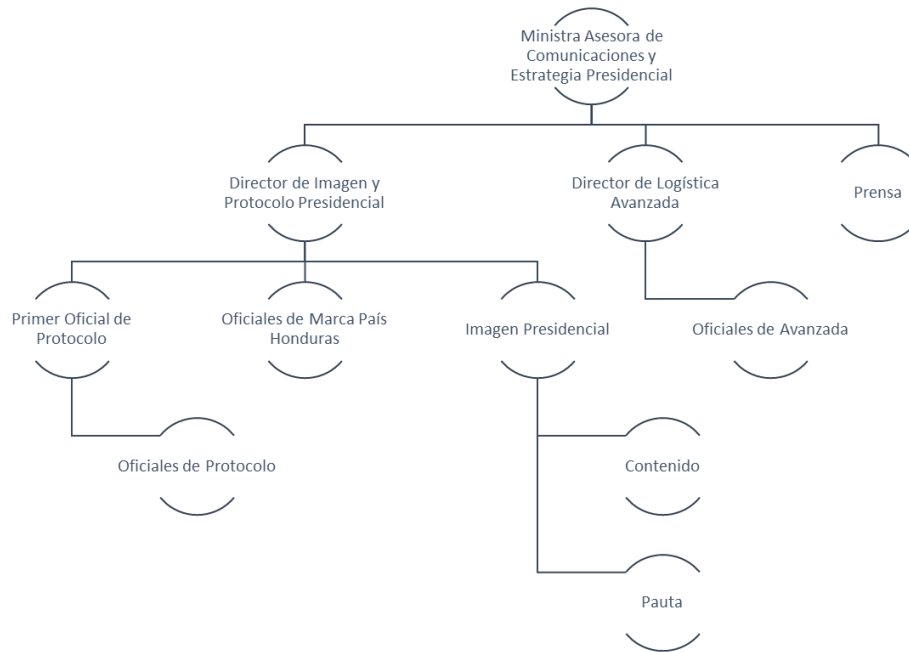 Ministra Asesora de
Comunicaciones y
Estrategia Presidencial
Director de Imagen y
Protocolo Presidencial
Director de Logística
Avanzada
Prensa
Primer Oficial de
Protocolo
Oficiales de Marca País
Honduras
Imagen Presidencial
Oficiales de Avanzada
Oficiales de Protocolo
Contenido
Pauta